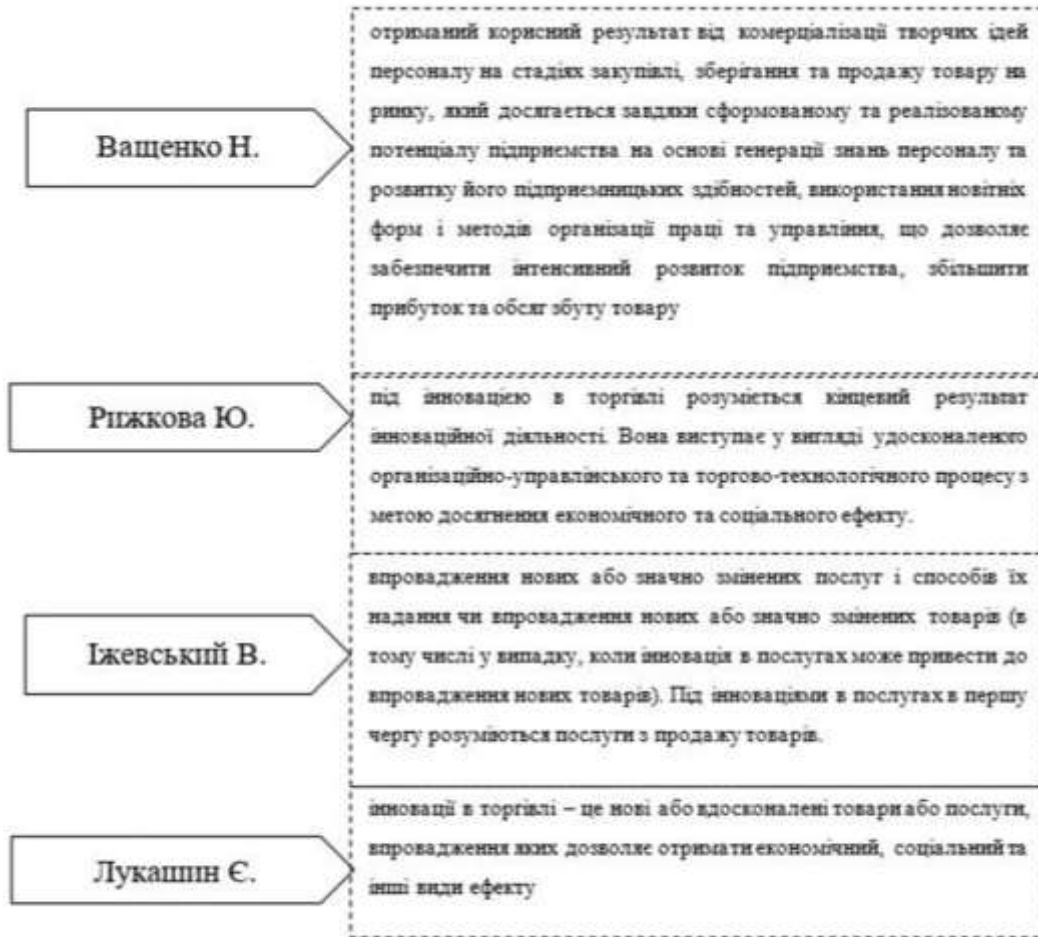 Ващенко Н.
отриманий корисний результат від комерціалізації творчих ідей
персоналу на стадіях закупівлі, зберігання та продажу товару на
ринку, який досягається завдяки сформованому та реалізованому
потенціалу підприємства на основі генерації знань персоналу та
розвитку його підприємницьких здібностей, використання новітніх
форм і методів організації праці та управління, що дозволяє
забезпечити інтенсивний розвиток підприємства, збільшити
прибуток та обсяг збуту товару
Рижкова Ю.
під інновацією в торгівлі розуміється кінцевий результат
інноваційної діяльності. Вона виступає у вигляді удосконаленого
організаційно-управлінського та торгово-технологічного процесу з
метою досягнення економічного та соціального ефекту.
Іжевський В.
впровадження нових або значно змінених послуг і способів їх
надання чи впровадження нових або значно змінених товарів (в
тому числі у випадку, коли інновація в послугах може привести до
впровадження нових товарів). Під інноваціями в послугах в першу
чергу розуміються послуги з продажу товарів.
Лукашин Є.
інновації в торгівлі – це нові або вдосконалені товари або послуги,
впровадження яких дозволяє отримати економічний, соціальний та
інші види ефекту